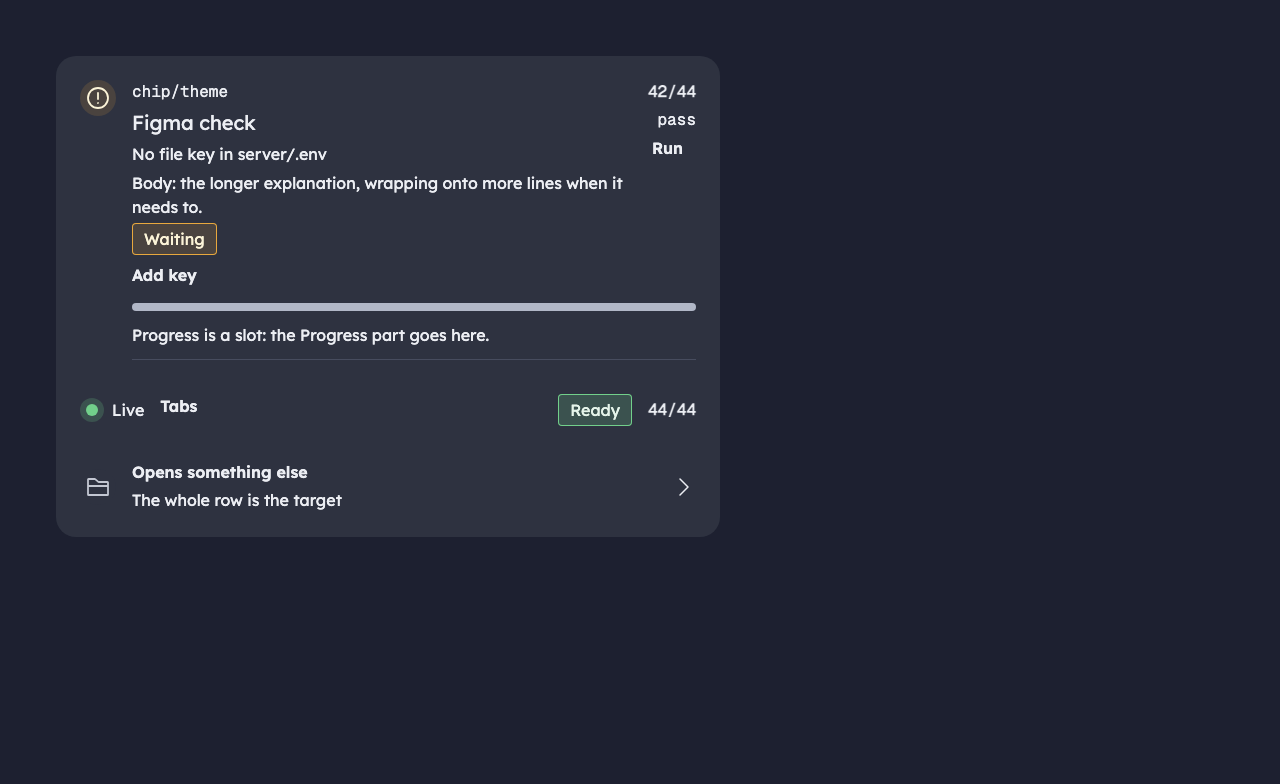 chip/theme
42/44
Figma check
pass
No file key in server/.env
Run
Body: the longer explanation, wrapping onto more lines when it
needs to.
Waiting
Add key
Progress is a slot: the Progress part goes here.
Live
Tabs
Ready
44/44
Opens something else
The whole row is the target